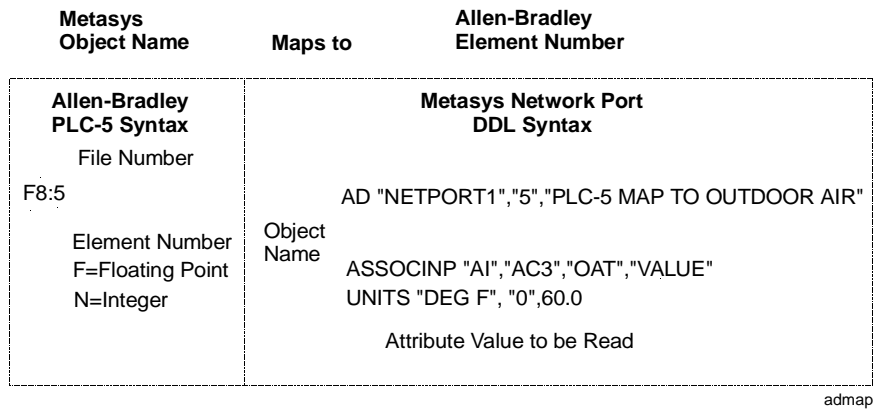 Metasys
Object Name
Maps to
Allen-Bradley
Element Number
Allen-Bradley
PLC-5 Syntax
File Number
F8:5
Element Number
F=Floating Point
N=Integer
Metasys Network Port
DDL Syntax
AD "NETPORT1","5","PLC-5 MAP TO OUTDOOR AIR"
Object
Name
ASSOCINP "AI","AC3","OAT","VALUE"
UNITS "DEG F", "0",60.0
Attribute Value to be Read
admap